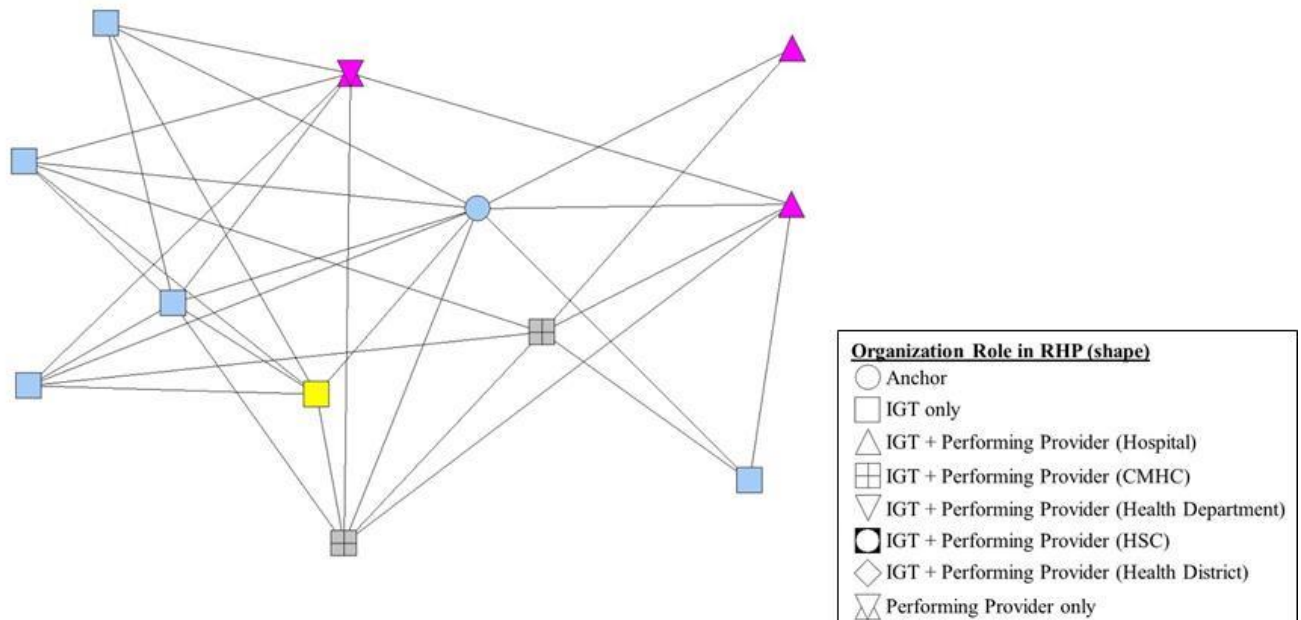 Organization Role in RHP (shape)
Anchor
IGT only
IGT + Performing Provider (Hospital)
IGT + Performing Provider (CMHC)
IGT + Performing Provider (Health Department)
IGT + Performing Provider (HSC)
IGT + Performing Provider (Health District)
Performing Provider only